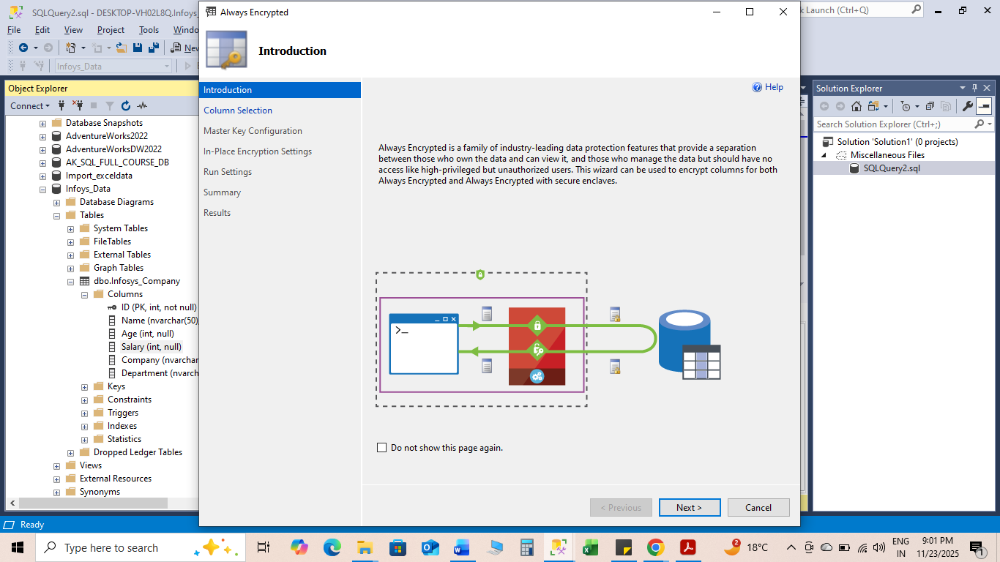 SQLQuery2.sql - DESKTOP-VH02L8Q.Infoys_
Always Encrypted
k Launch (Ctrl+Q)
File Edit View Project Tools Windo
New
Infoys_Data
Introduction
Object Explorer
Connect
Database Snapshots
AdventureWorks2022
AdventureWorksDW2022
AK_SQL_FULL_COURSE_DB
Import_exceldata
Infoys_Data
Database Diagrams
Tables
System Tables
FileTables
External Tables
Graph Tables
dbo.Infosys_Company
Columns
ID (PK, int, not null)
Name (nvarchar(50)
Age (int, null)
Salary (int, null)
Company (nvarchar
Department (nvarch
Keys
Constraints
Triggers
Indexes
Statistics
Dropped Ledger Tables
Views
External Resources
Synonyms
Introduction
Column Selection
Master Key Configuration
In-Place Encryption Settings
Run Settings
Summary
Results
Help
Always Encrypted is a family of industry-leading data protection features that provide a separation
between those who own the data and can view it, and those who manage the data but should have no
access like high-privileged but unauthorized users. This wizard can be used to encrypt columns for both
Always Encrypted and Always Encrypted with secure enclaves.
>_
Do not show this page again.
< Previous Next > Cancel
Solution Explorer
Search Solution Explorer (Ctrl+;)
Solution 'Solution1' (0 projects)
Miscellaneous Files
SQLQuery2.sql
Ready
Type here to search
2
18°C
ENG
IN
9:01 PM
11/23/2025
1